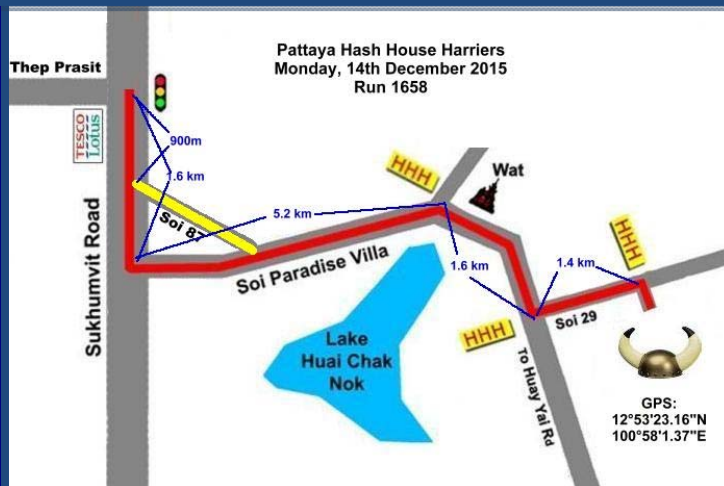 Pattaya Hash House Harriers
Monday, 14th December 2015
Run 1658
Thep Prasit
TESCO
Lotus
900m
1.6 km
HHH
Wat
Soi 87
5.2 km
Sukhumvit Road
Soi Paradise Villa
1.6 km
1.4 km
HHH
Soi 29
HHH
Lake
Huai Chak
Nok
To Huay Yai Rd
GPS:
12°53'23.16"N
100°58'1.37"E